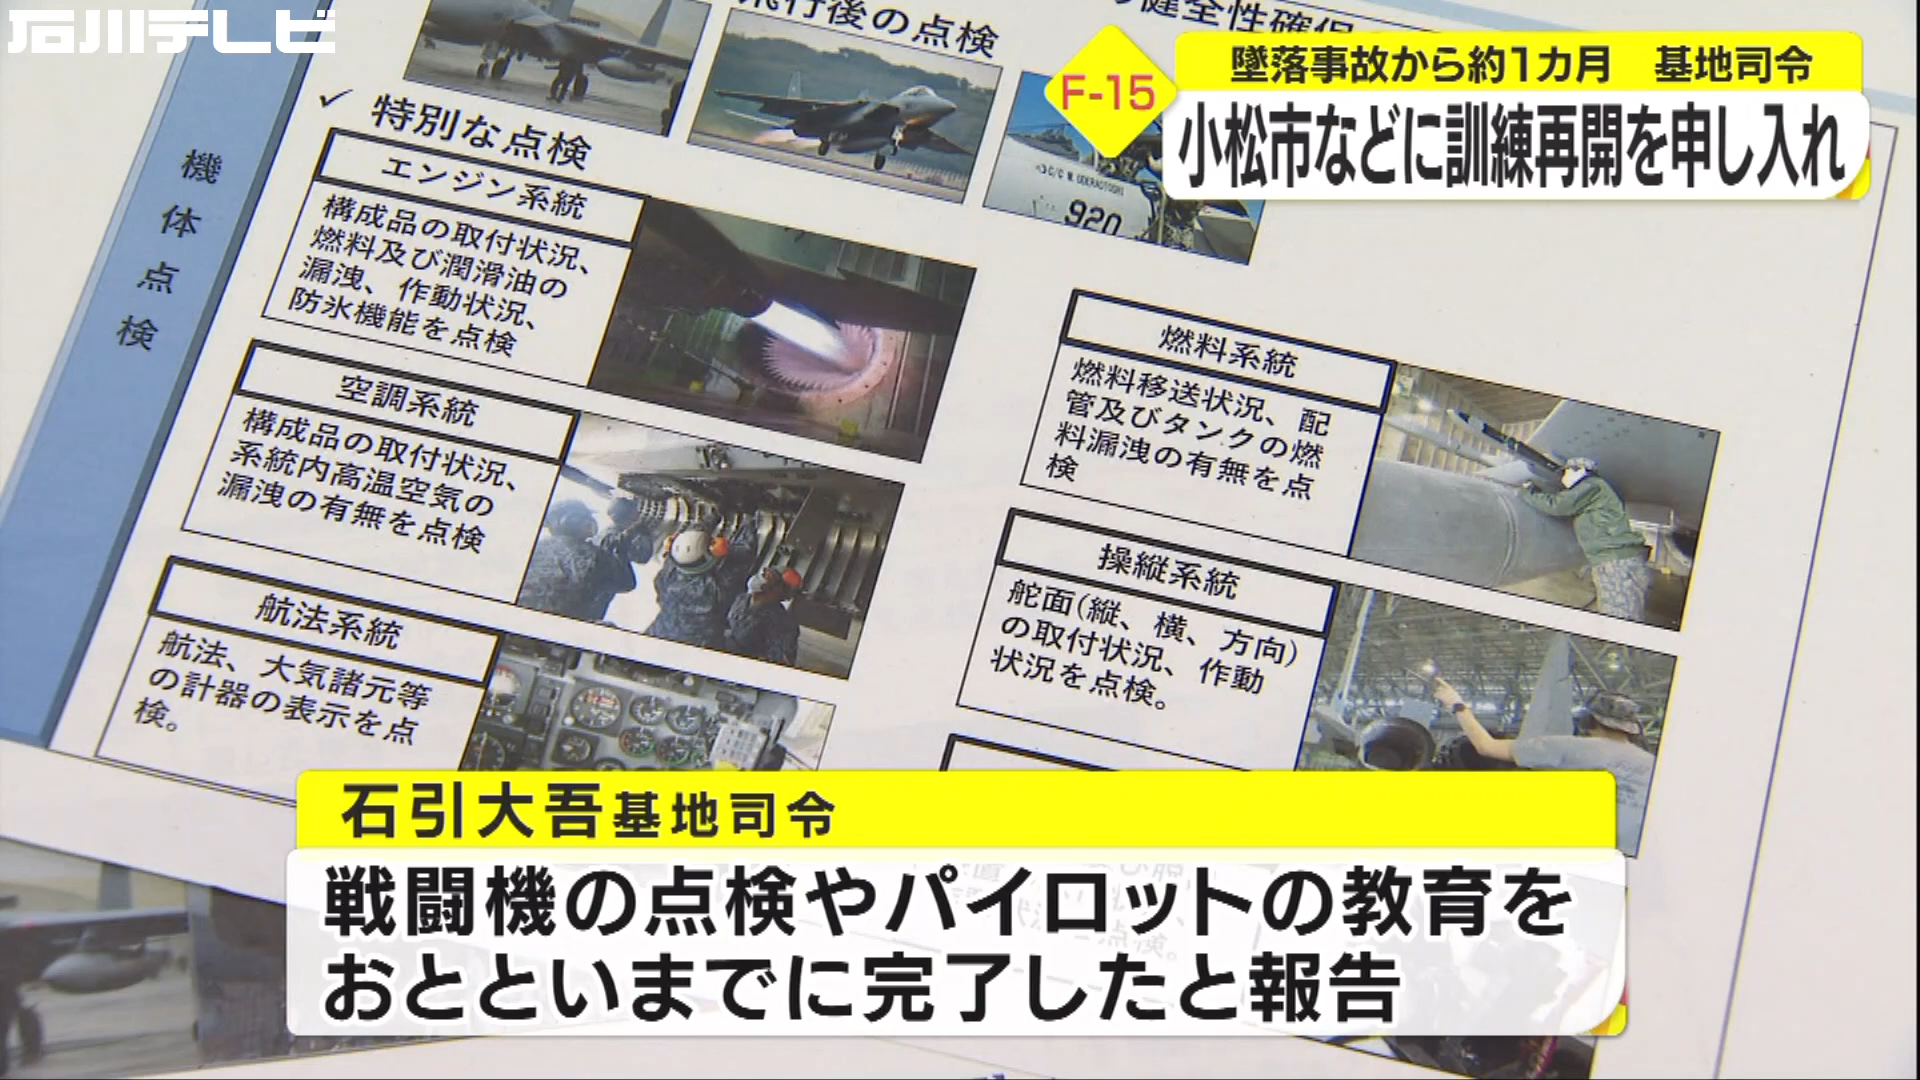 石川テレビ
F-15
墜落事故から約1カ月　基地司令
小松市などに訓練再開を申し入れ
行後の点検
健全性確保
機体点検
✓ 特別な点検
920
エンジン系統
構成品の取付状況、
燃料及び潤滑油の
漏洩、作動状況、
防氷機能を点検
空調系統
構成品の取付状況、
系統内高温空気の
漏洩の有無を点検
航法系統
航法、大気諸元等
の計器の表示を点
検。
燃料系統
燃料移送状況、配
管及びタンクの燃
料漏洩の有無を点
検
操縦系統
舵面(縦、横、方向)
の取付状況、作動
状況を点検。
石引大吾基地司令
戦闘機の点検やパイロットの教育を
おとといまでに完了したと報告